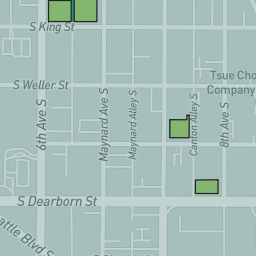 S King St
S Weller St
Tsue Cho
Company
6th Ave S
Maynard Ave S
Maynard Alley S
Canton Alley S
8th Ave S
S Dearborn St
attle Blvd S